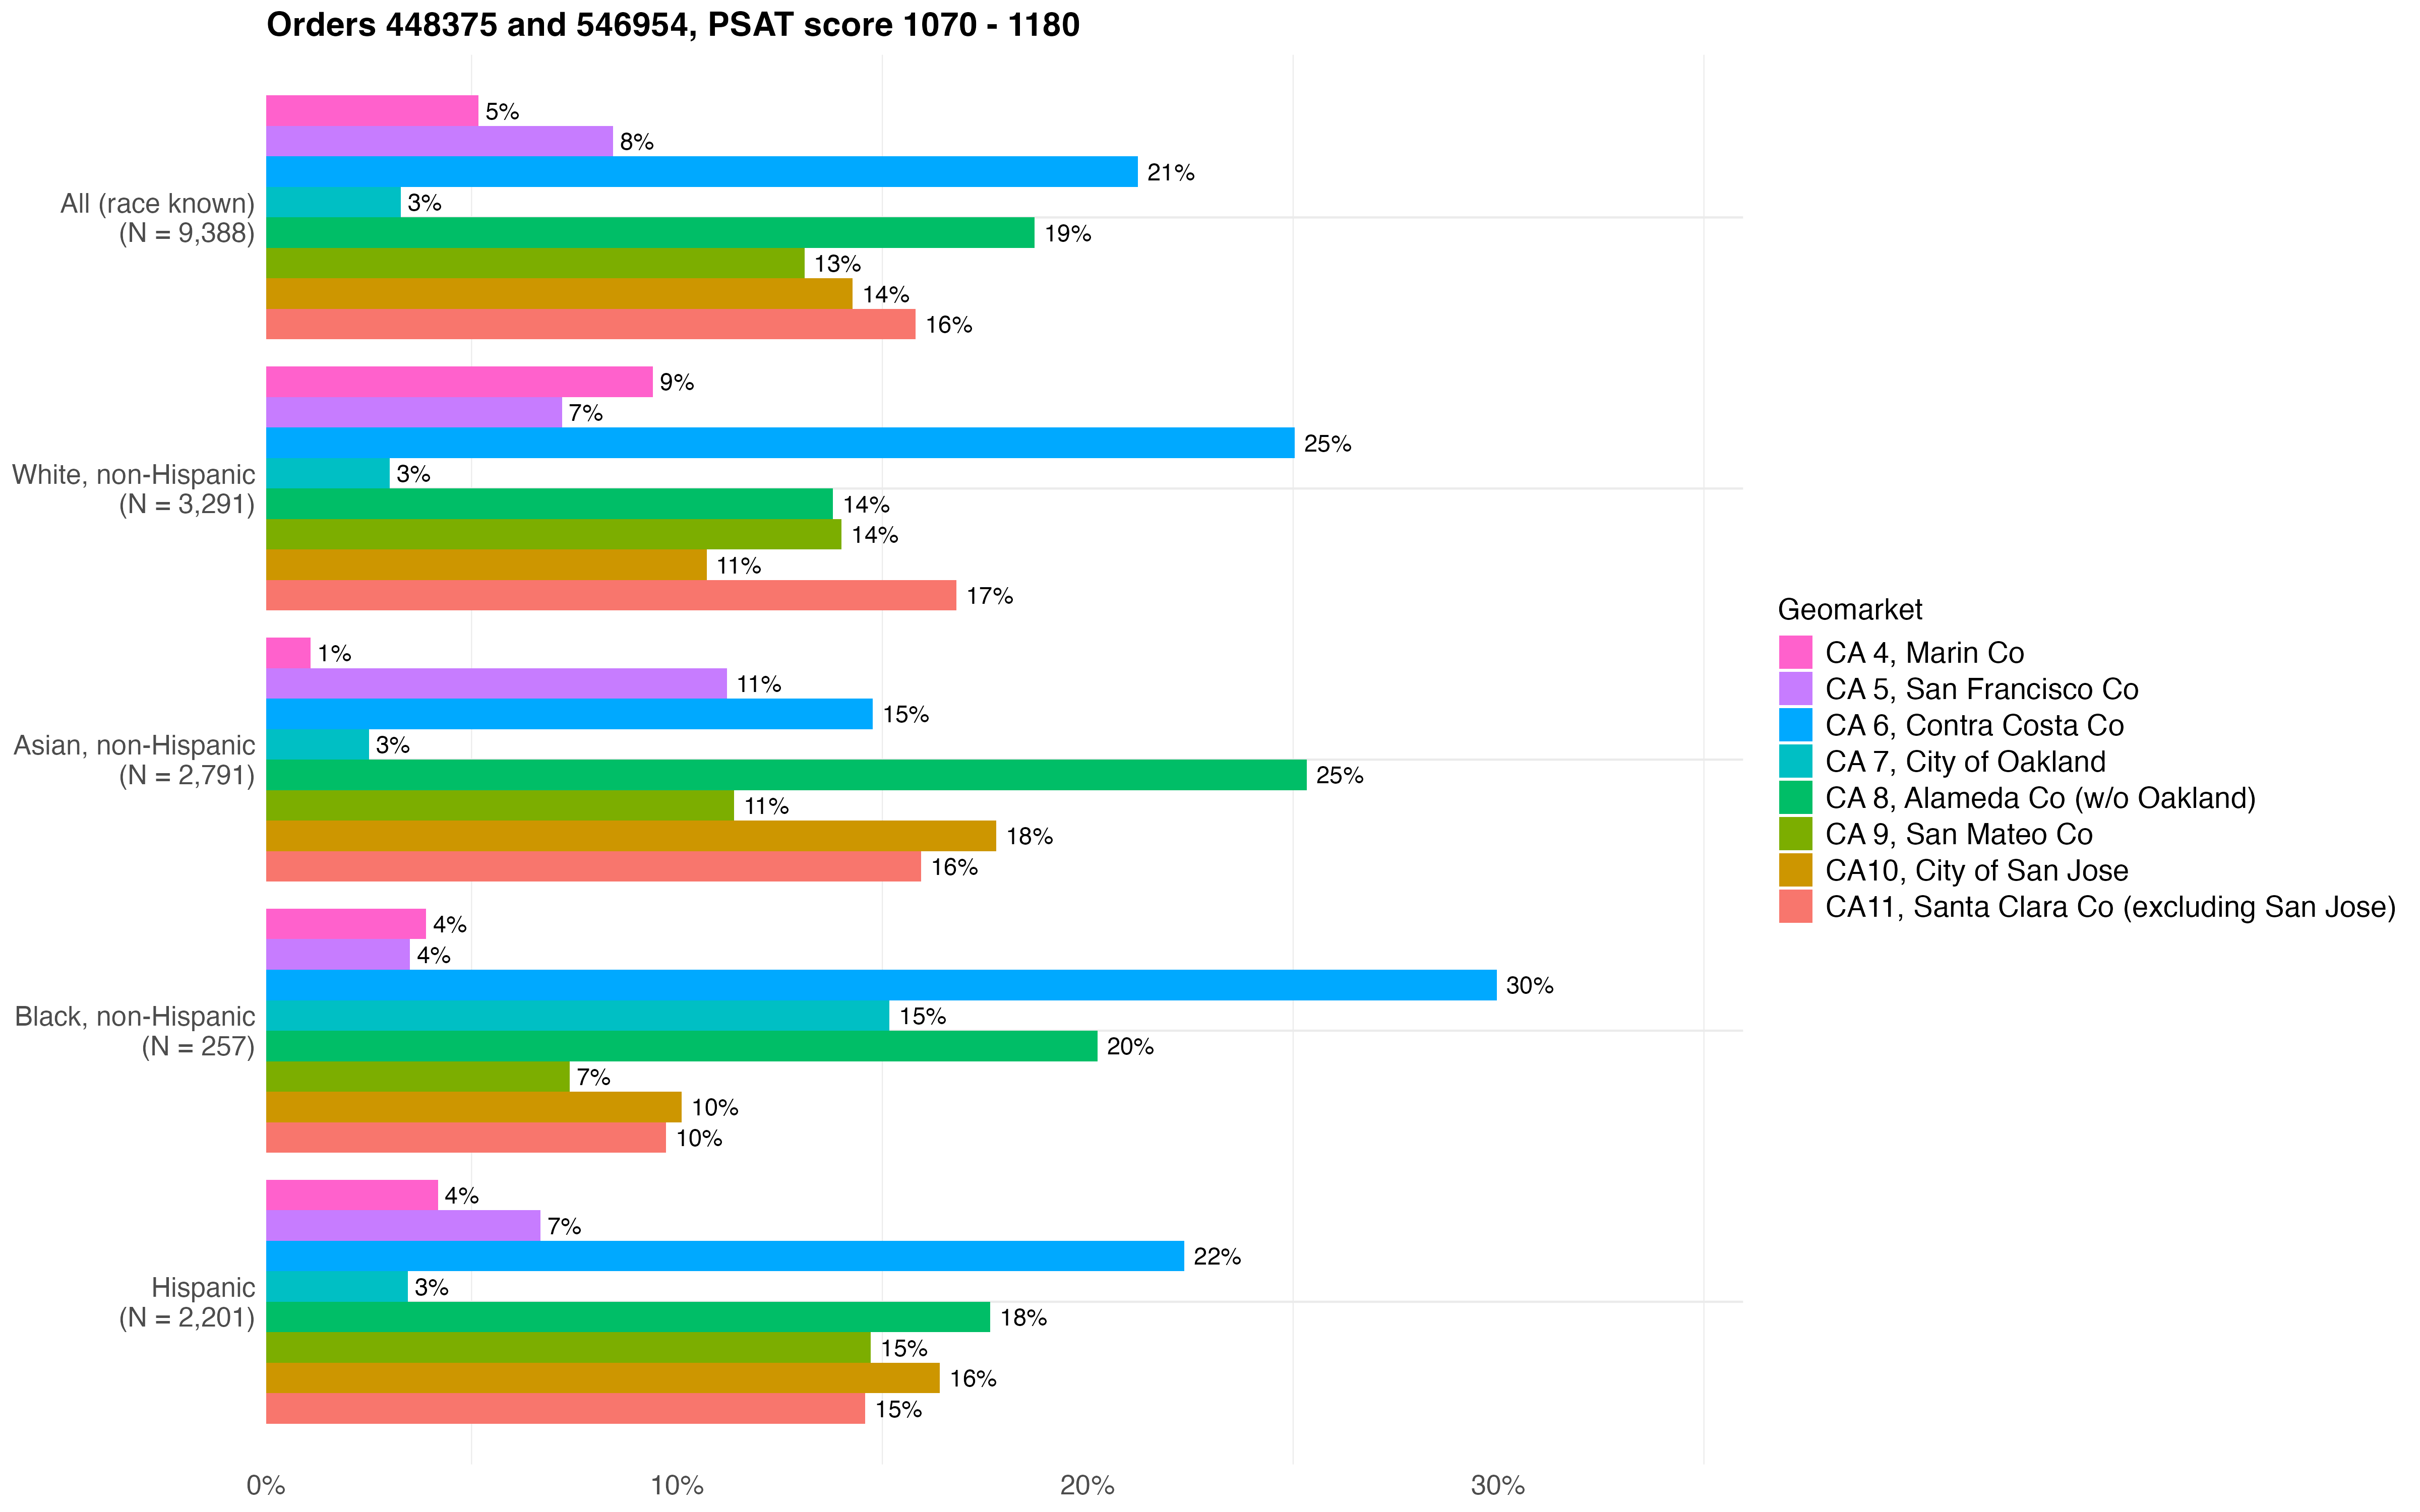 Orders 448375 and 546954, PSAT score 1070 - 1180
All (race known)
(N = 9,388)
5%
8%
21%
3%
19%
13%
14%
16%
White, non-Hispanic
(N = 3,291)
9%
7%
25%
3%
14%
14%
11%
17%
Asian, non-Hispanic
(N = 2,791)
1%
11%
15%
3%
25%
11%
18%
16%
Black, non-Hispanic
(N = 257)
4%
4%
30%
15%
20%
7%
10%
10%
Hispanic
(N = 2,201)
4%
7%
22%
3%
18%
15%
16%
15%
0% 10% 20% 30%
Geomarket
CA 4, Marin Co
CA 5, San Francisco Co
CA 6, Contra Costa Co
CA 7, City of Oakland
CA 8, Alameda Co (w/o Oakland)
CA 9, San Mateo Co
CA10, City of San Jose
CA11, Santa Clara Co (excluding San Jose)